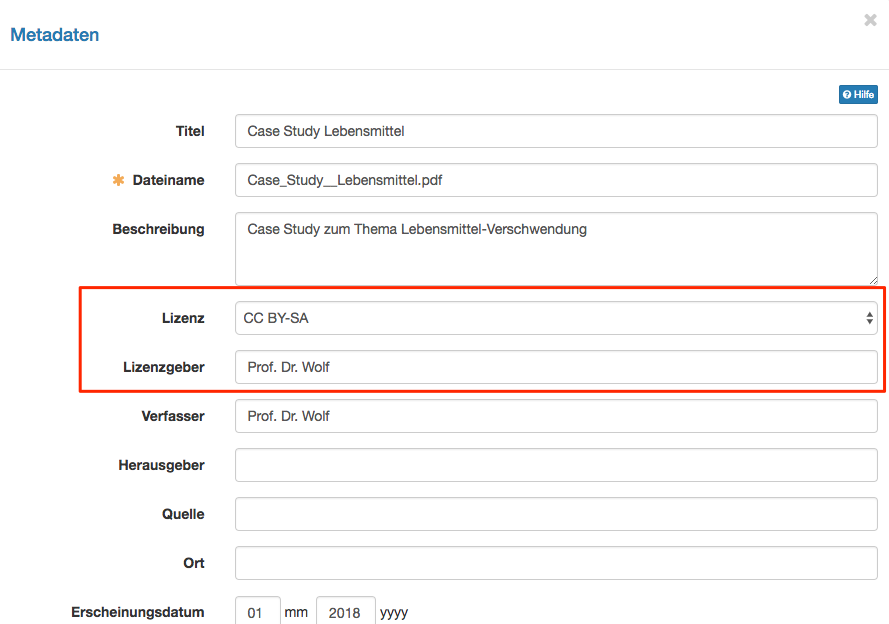 Metadaten
×
Hilfe
Titel Case Study Lebensmittel
* Dateiname Case_Study__Lebensmittel.pdf
Beschreibung Case Study zum Thema Lebensmittel-Verschwendung
Lizenz CC BY-SA
Lizenzgeber Prof. Dr. Wolf
Verfasser Prof. Dr. Wolf
Herausgeber
Quelle
Ort
Erscheinungsdatum 01 mm 2018 yyyy